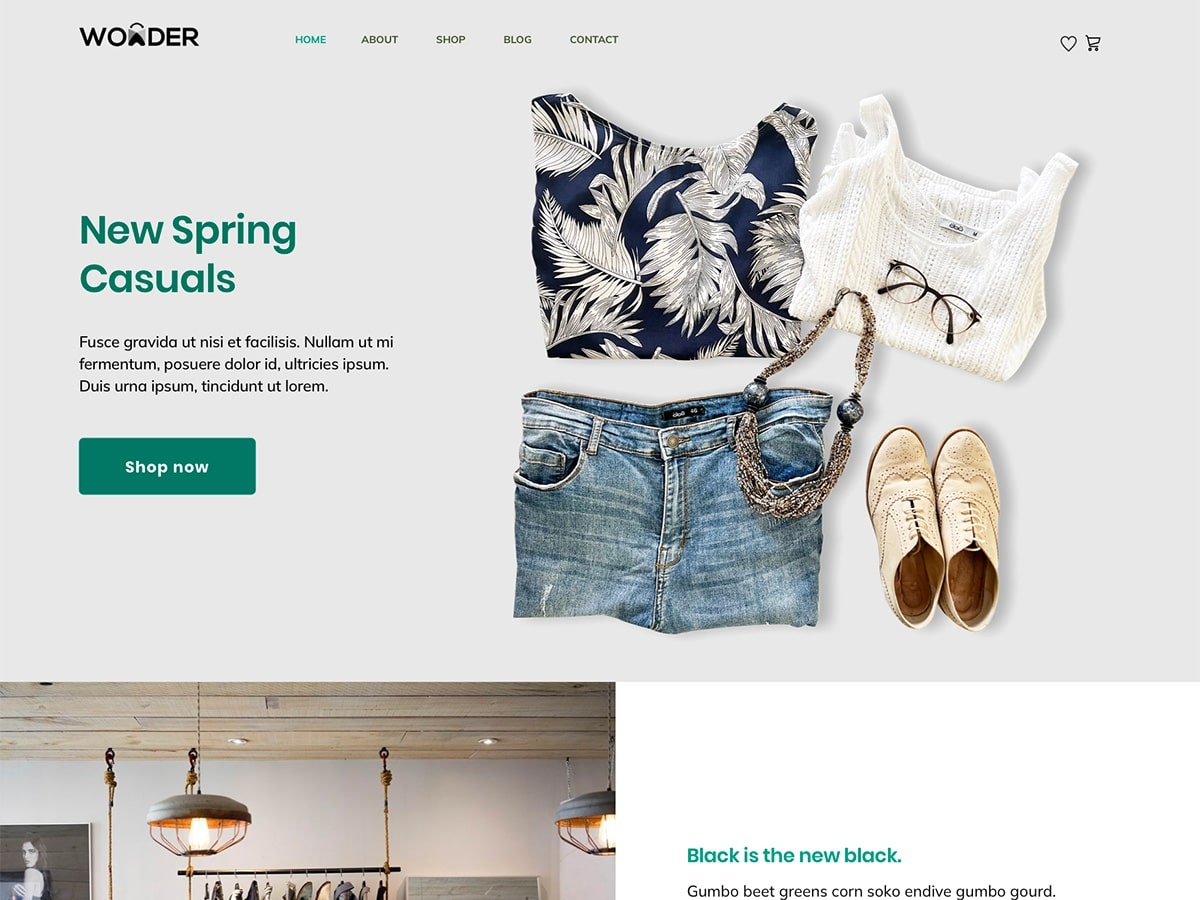 WONDER
HOME
ABOUT
SHOP
BLOG
CONTACT
New Spring
Casuals
Fusce gravida ut nisi et facilisis. Nullam ut mi
fermentum, posuere dolor id, ultricies ipsum.
Duis urna ipsum, tincidunt ut lorem.
Shop now
46
M
Black is the new black.
Gumbo beet greens corn soko endive gumbo gourd.